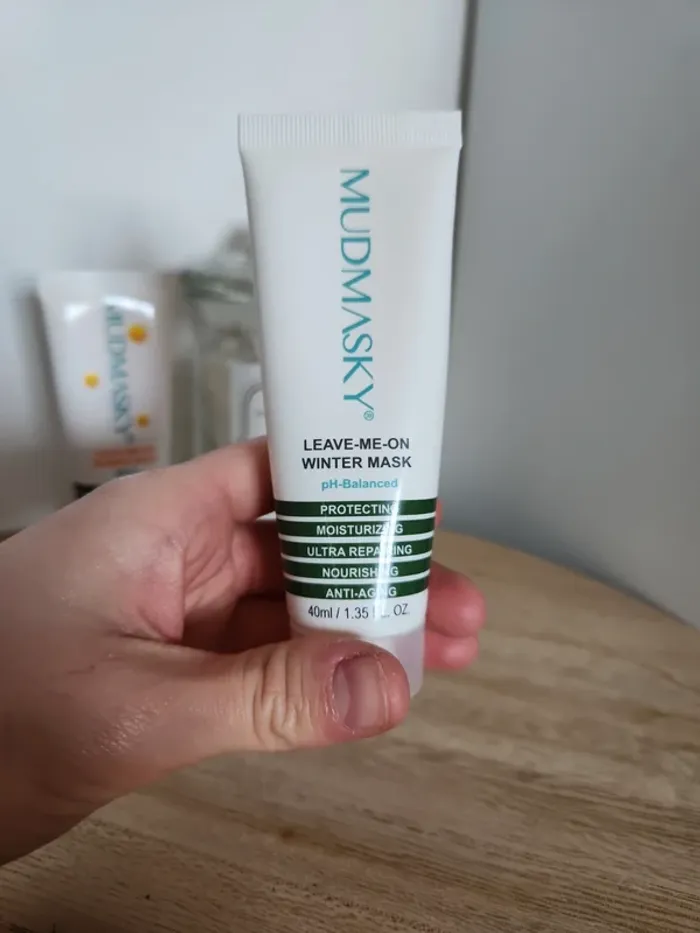 MUDMASKY®
LEAVE-ME-ON
WINTER MASK
pH-Balanced
PROTECTING
MOISTURIZING
ULTRA REPAIRING
NOURISHING
ANTI-AGING
40ml / 1.35 FL. OZ.
MUDMASKY